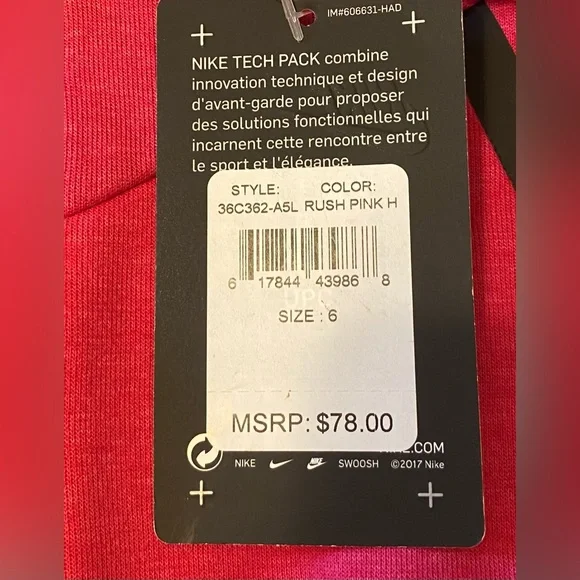 IM#606631-HAD
NIKE TECH PACK combine
innovation technique et design
d'avant-garde pour proposer
des solutions fonctionnelles qui
incarnent cette rencontre entre
le sport et l'élégance.
STYLE: COLOR:
36C362-A5L RUSH PINK H
6 17844 43986 8
UPC
SIZE : 6
MSRP: $78.00
NIKE SWOOSH ©2017 Nike